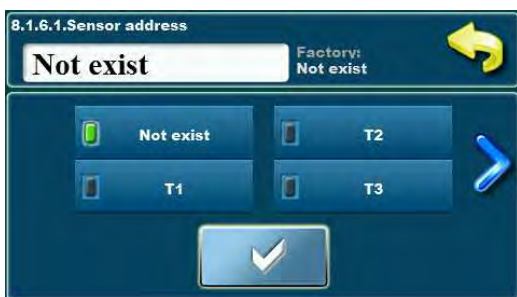 8.1.6.1.Sensor address
Not exist
Factory:
Not exist
Not exist
T2
T1
T3